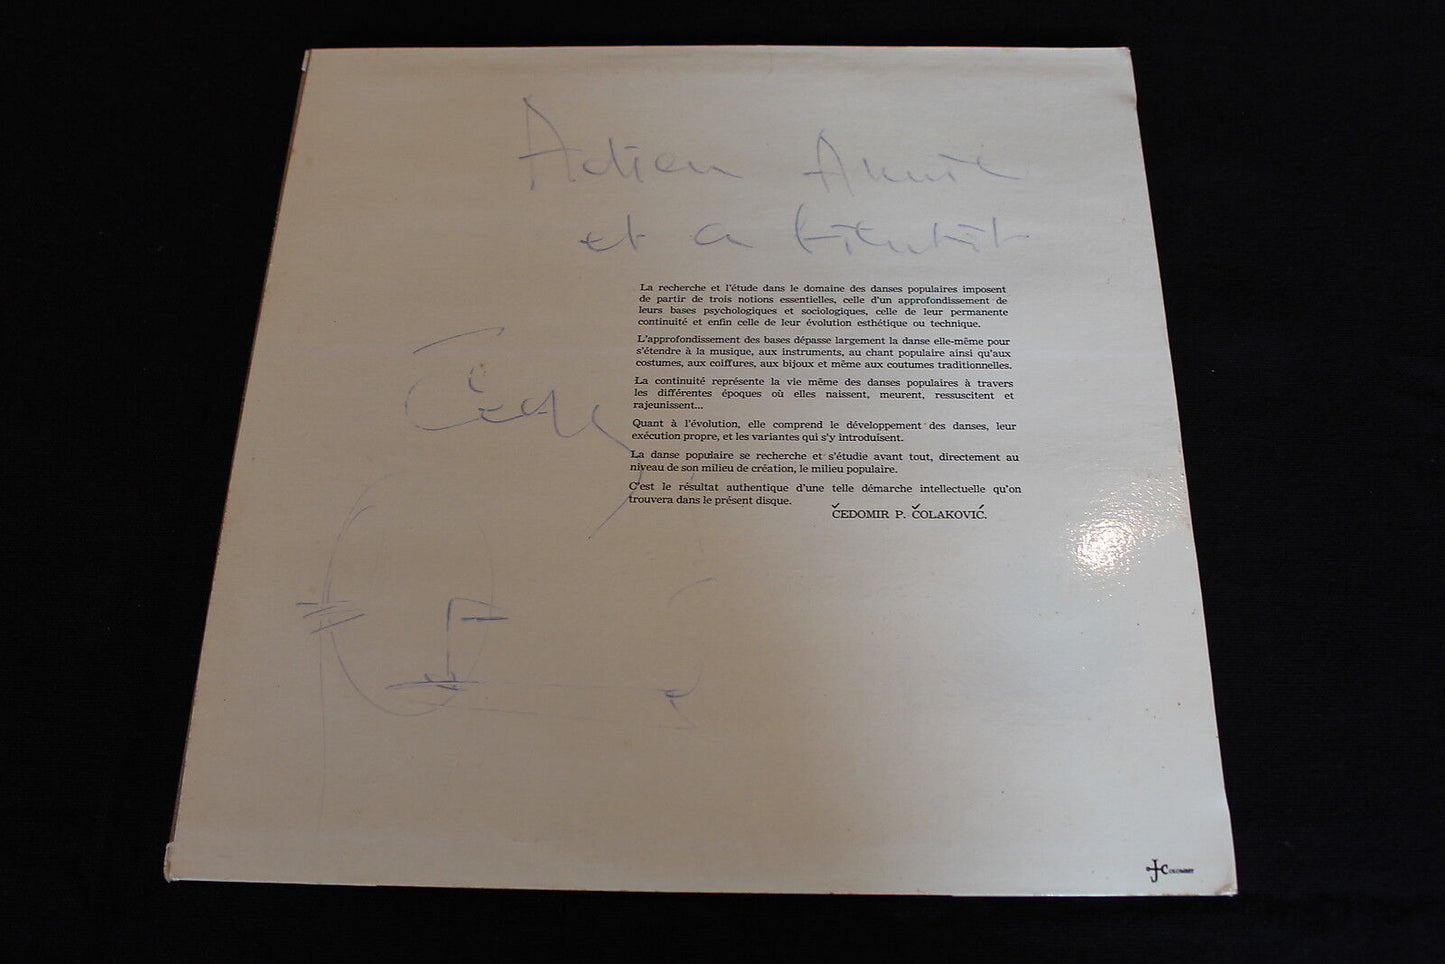 et a
La recherche et l'étude dans le domaine des danses populaires imposent
de partir de trois notions essentielles, celle d'un approfondissement de
leurs bases psychologiques et sociologiques, celle de leur permanente
continuité et enfin celle de leur évolution esthétique ou technique.
L'approfondissement des bases dépasse largement la danse elle-même pour
s'étendre à la musique, aux instruments, au chant populaire ainsi qu'aux
costumes, aux coiffures, aux bijoux et même aux coutumes traditionnelles.
La continuité représente la vie même des danses populaires à travers
les différentes époques où elles naissent, meurent, ressuscitent et
rajeunissent...
Quant à l'évolution, elle comprend le développement des danses, leur
exécution propre, et les variantes qui s'y introduisent.
La danse populaire se recherche et s'étudie avant tout, directement au
niveau de son milieu de création, le milieu populaire.
C'est le résultat authentique d'une telle démarche intellectuelle qu'on
trouvera dans le présent disque.
ČEDOMIR P. ČOLAKOVIĆ.